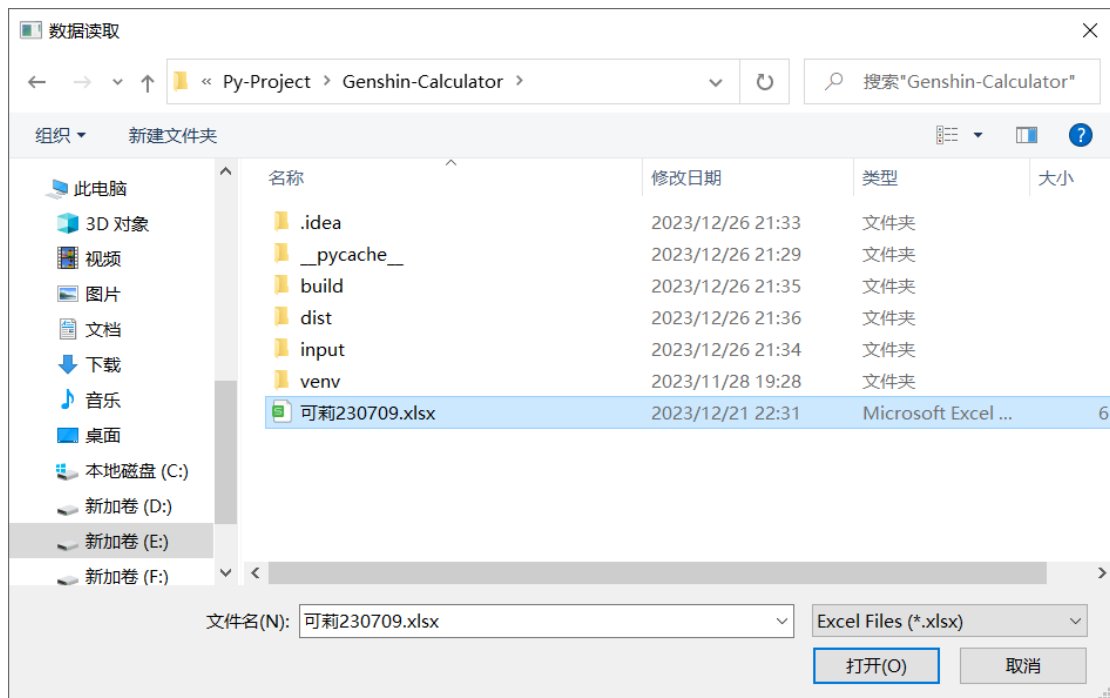 数据读取
« Py-Project > Genshin-Calculator >
搜索"Genshin-Calculator"
组织
新建文件夹
?
名称 修改日期 类型 大小
此电脑
3D 对象
视频
图片
文档
下载
音乐
桌面
本地磁盘 (C:)
新加卷 (D:)
新加卷 (E:)
新加卷 (F:)
.idea 2023/12/26 21:33 文件夹
__pycache__ 2023/12/26 21:29 文件夹
build 2023/12/26 21:35 文件夹
dist 2023/12/26 21:36 文件夹
input 2023/12/26 21:34 文件夹
venv 2023/11/28 19:28 文件夹
可莉230709.xlsx 2023/12/21 22:31 Microsoft Excel ... 6
文件名(N): 可莉230709.xlsx Excel Files (*.xlsx)
打开(O) 取消